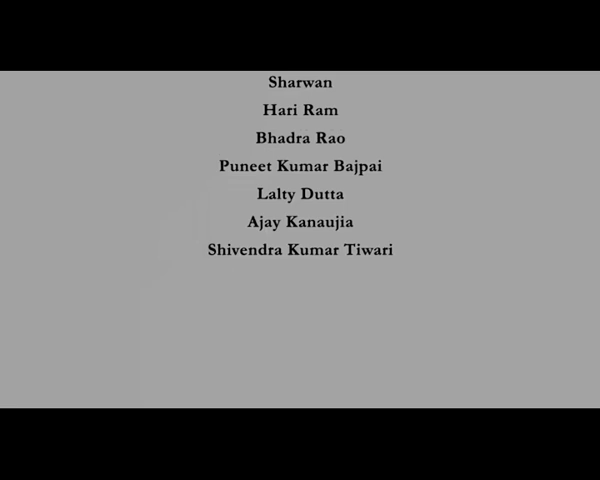 Sharwan
Hari Ram
Bhadra Rao
Puneet Kumar Bajpai
Lalty Dutta
Ajay Kanaujia
Shivendra Kumar Tiwari